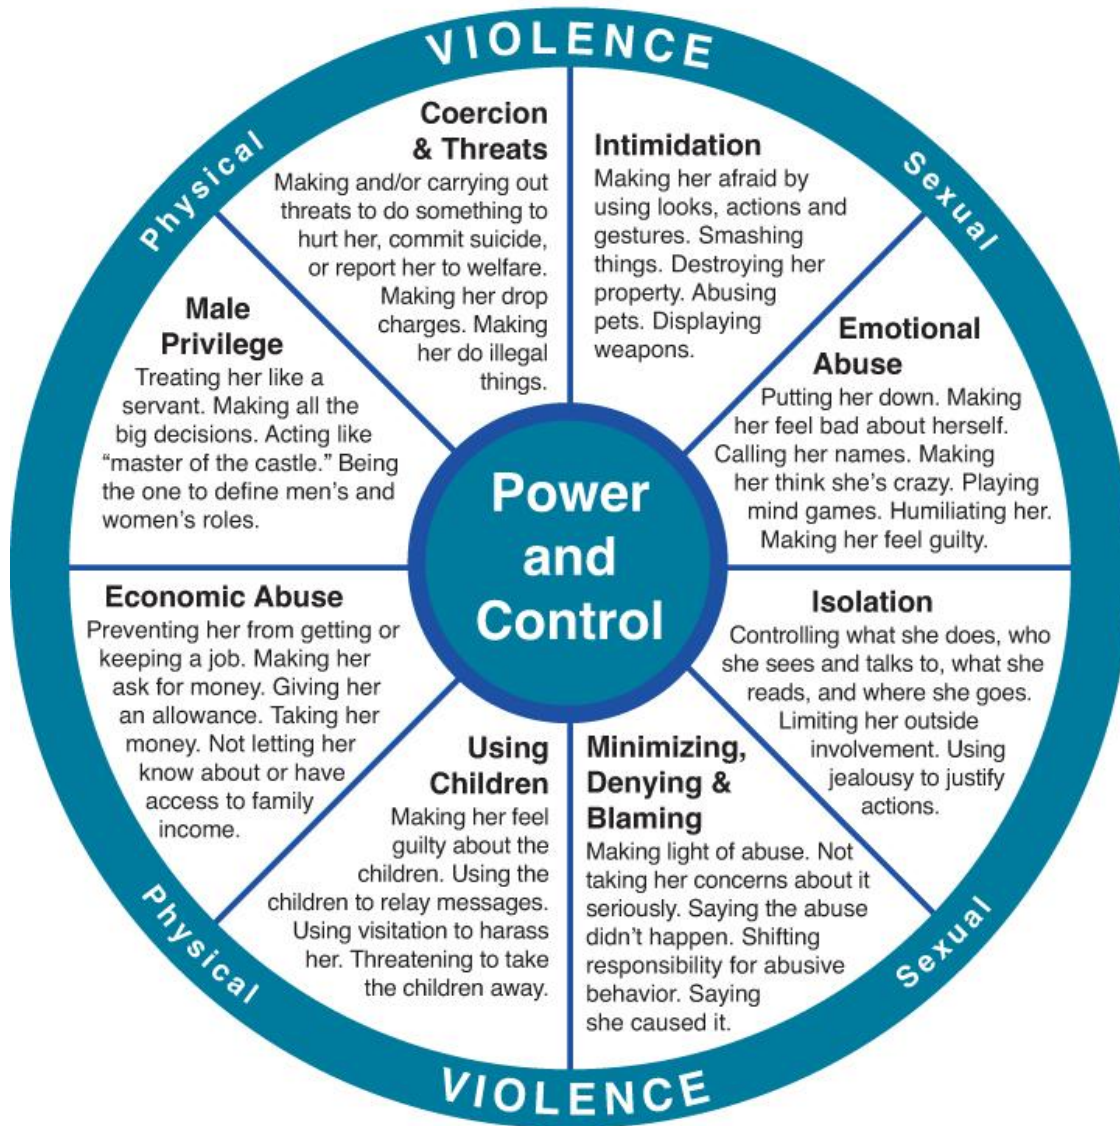 VIOLENCE
Physical
Sexual
Coercion
& Threats
Making and/or carrying out
threats to do something to
hurt her, commit suicide,
or report her to welfare.
Making her drop
charges. Making
her do illegal
things.
Intimidation
Making her afraid by
using looks, actions and
gestures. Smashing
things. Destroying her
property. Abusing
pets. Displaying
weapons.
Male
Privilege
Treating her like a
servant. Making all the
big decisions. Acting like
“master of the castle.” Being
the one to define men’s and
women’s roles.
Emotional
Abuse
Putting her down. Making
her feel bad about herself.
Calling her names. Making
her think she’s crazy. Playing
mind games. Humiliating her.
Making her feel guilty.
Power
and
Control
Economic Abuse
Preventing her from getting or
keeping a job. Making her
ask for money. Giving her
an allowance. Taking her
money. Not letting her
know about or have
access to family
income.
Isolation
Controlling what she does, who
she sees and talks to, what she
reads, and where she goes.
Limiting her outside
involvement. Using
jealousy to justify
actions.
Using
Children
Making her feel
guilty about the
children. Using the
children to relay messages.
Using visitation to harass
her. Threatening to take
the children away.
Minimizing,
Denying &
Blaming
Making light of abuse. Not
taking her concerns about it
seriously. Saying the abuse
didn’t happen. Shifting
responsibility for abusive
behavior. Saying
she caused it.
Physical
Sexual
VIOLENCE